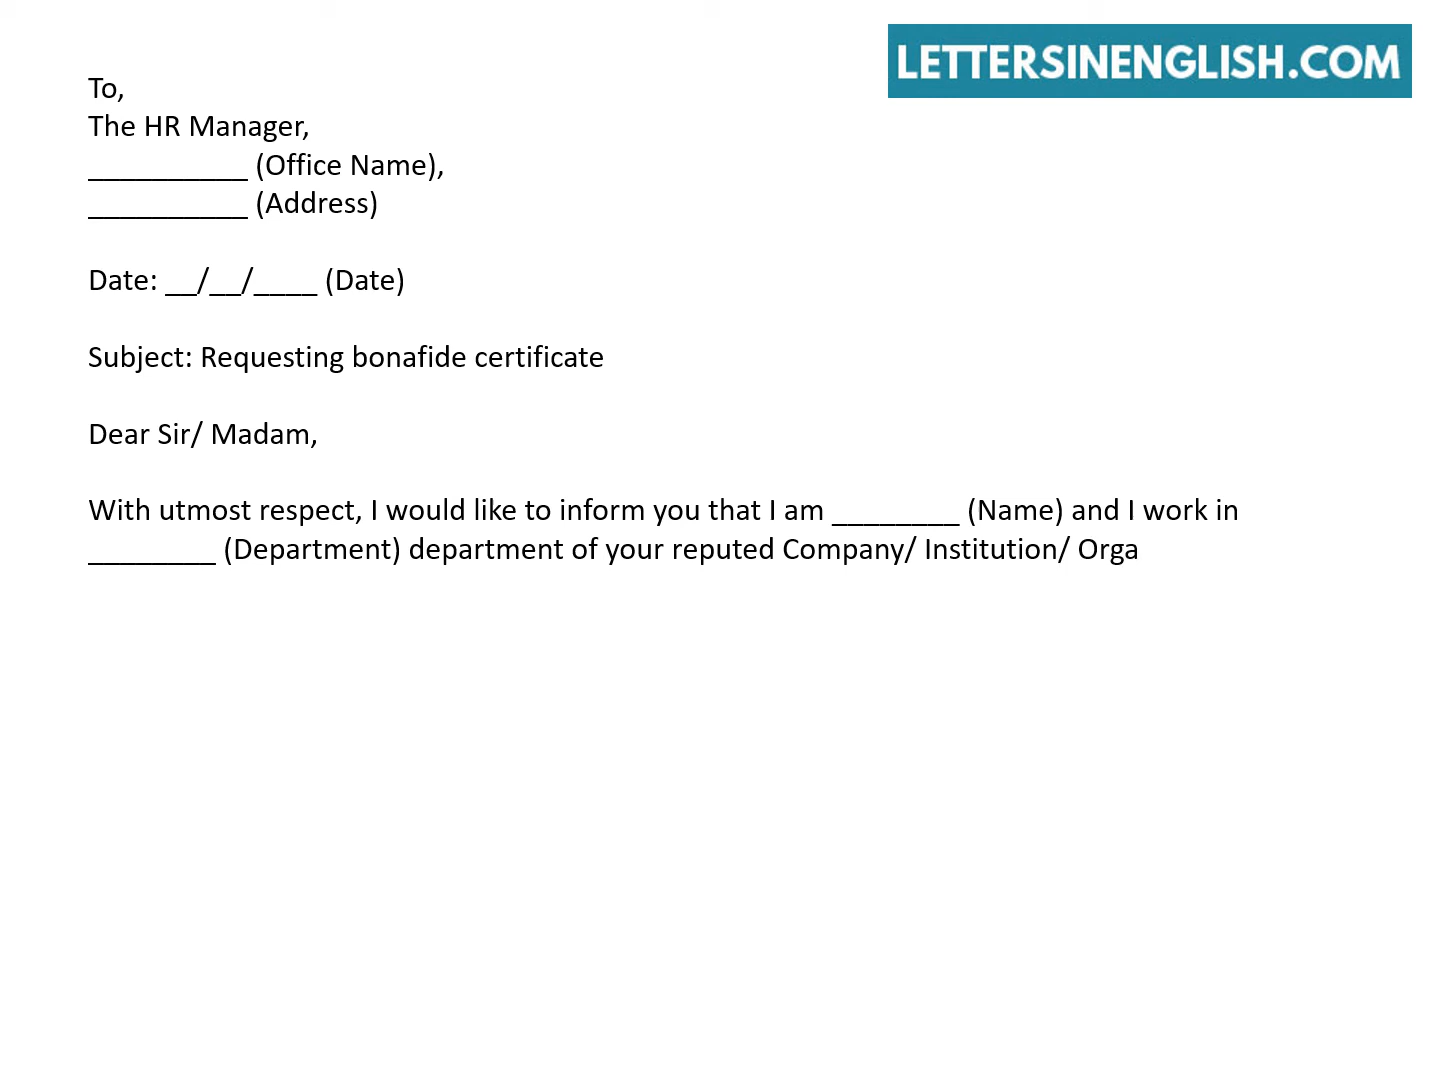 LETTERSINENGLISH.COM
To,
The HR Manager,
__________ (Office Name),
__________ (Address)
Date: __/__/____ (Date)
Subject: Requesting bonafide certificate
Dear Sir/ Madam,
With utmost respect, I would like to inform you that I am ________ (Name) and I work in
________ (Department) department of your reputed Company/ Institution/ Orga